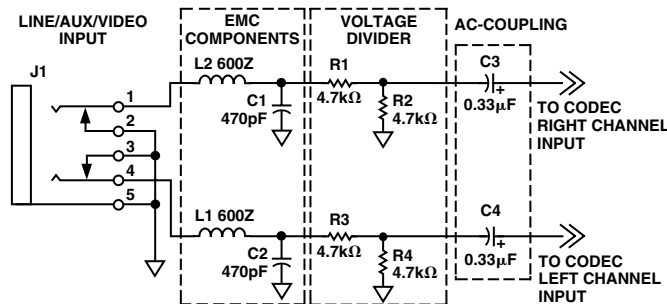 LINE/AUX/VIDEO
INPUT
EMC
COMPONENTS
VOLTAGE
DIVIDER
AC-COUPLING
J1
1
2
3
4
5
L2 600Z
C1
470pF
R1
4.7kΩ
R2
4.7kΩ
C3
+
0.33µF
TO CODEC
RIGHT CHANNEL
INPUT
L1 600Z
C2
470pF
R3
4.7kΩ
R4
4.7kΩ
C4
+
0.33µF
TO CODEC
LEFT CHANNEL
INPUT